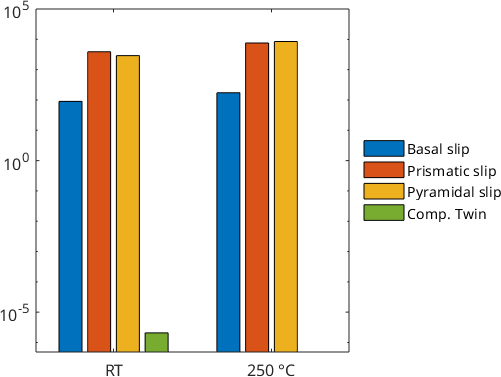 10^5
10^0
10^-5
RT
250 °C
Basal slip
Prismatic slip
Pyramidal slip
Comp. Twin